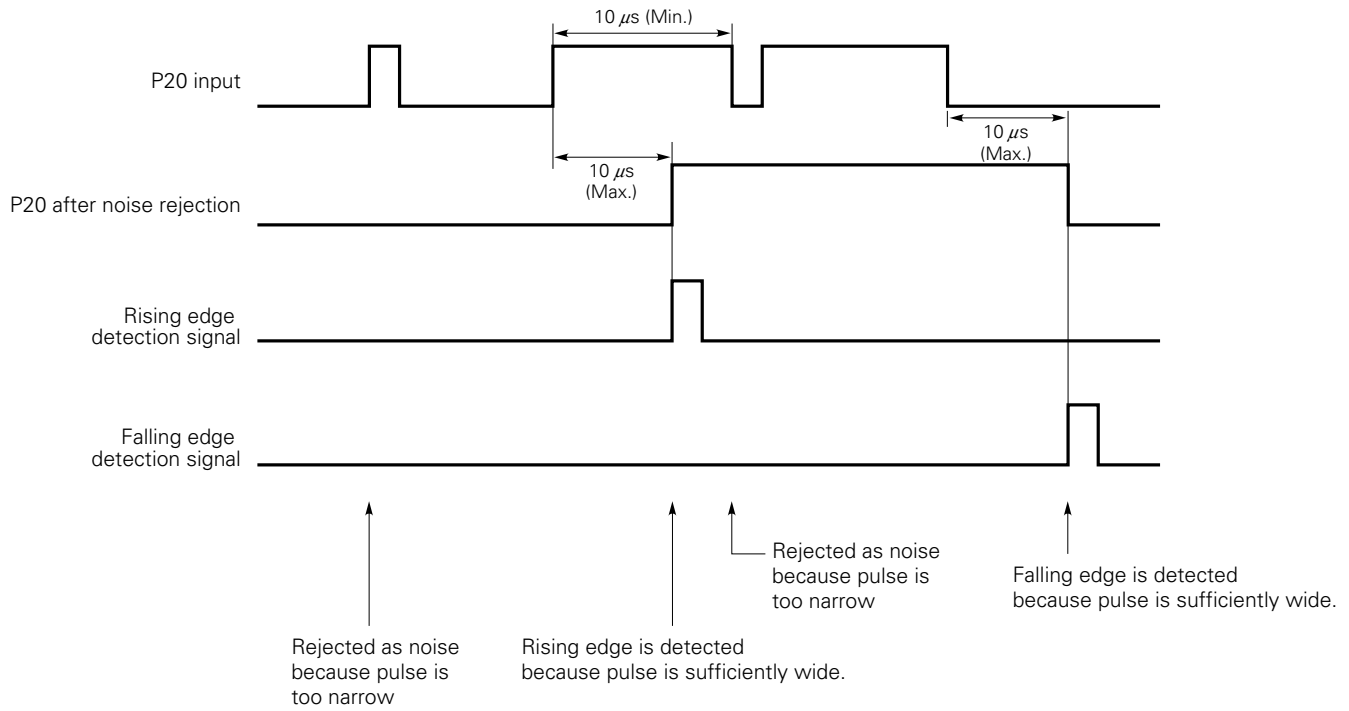 10 μs (Min.)
P20 input
10 μs
(Max.)
10 μs
(Max.)
P20 after noise rejection
Rising edge
detection signal
Falling edge
detection signal
Rejected as noise
because pulse is
too narrow
Rising edge is detected
because pulse is sufficiently wide.
Rejected as noise
because pulse is
too narrow
Falling edge is detected
because pulse is sufficiently wide.